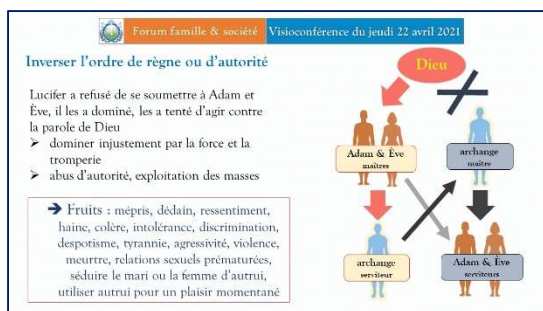 Forum famille & société Visioconférence du jeudi 22 avril 2021
Inverser l'ordre de règne ou d'autorité
Lucifer a refusé de se soumettre à Adam et
Ève, il les a dominé, les a tenté d'agir contre
la parole de Dieu
➢ dominer injustement par la force et la
tromperie
➢ abus d'autorité, exploitation des masses
➔ Fruits : mépris, dédain, ressentiment,
haine, colère, intolérance, discrimination,
despotisme, tyrannie, agressivité, violence,
meurtre, relations sexuels prématurées,
séduire le mari ou la femme d'autrui,
utiliser autrui pour un plaisir momentané
Dieu
Adam & Ève
maîtres
archange
maître
archange
serviteur
Adam & Ève
serviteurs